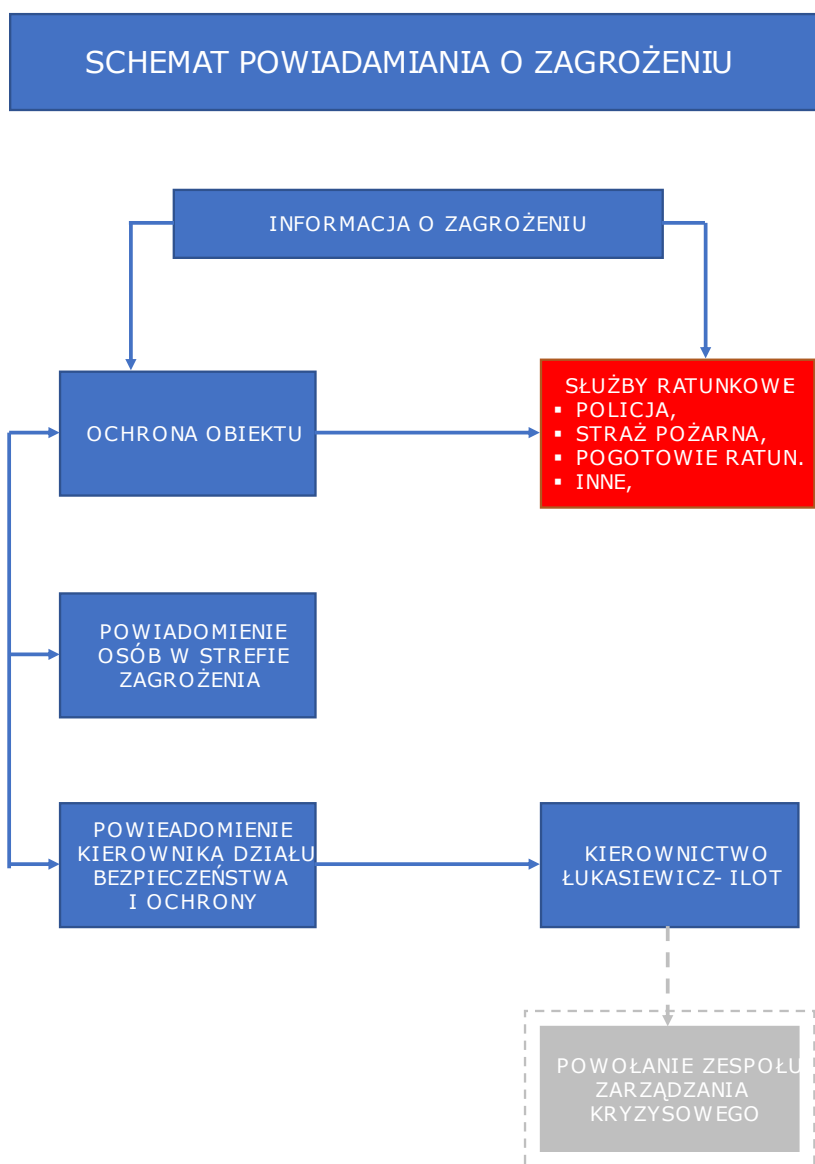 SCHEMAT POWIADAMIANIA O ZAGROŻENIU
INFORMACJA O ZAGROŻENIU
OCHRONA OBIEKTU
SŁUŻBY RATUNKOWE
▪ POLICJA,
▪ STRAŻ POŻARNA,
▪ POGOTOWIE RATUN.
▪ INNE,
POWIADOMIENIE
OSÓB W STREFIE
ZAGROŻENIA
POWIEADOMIENIE
KIEROWNIKA DZIAŁU
BEZPIECZEŃSTWA
I OCHRONY
KIEROWNICTWO
ŁUKASIEWICZ- ILOT
POWOŁANIE ZESPOŁU
ZARZĄDZANIA
KRYZYSOWEGO